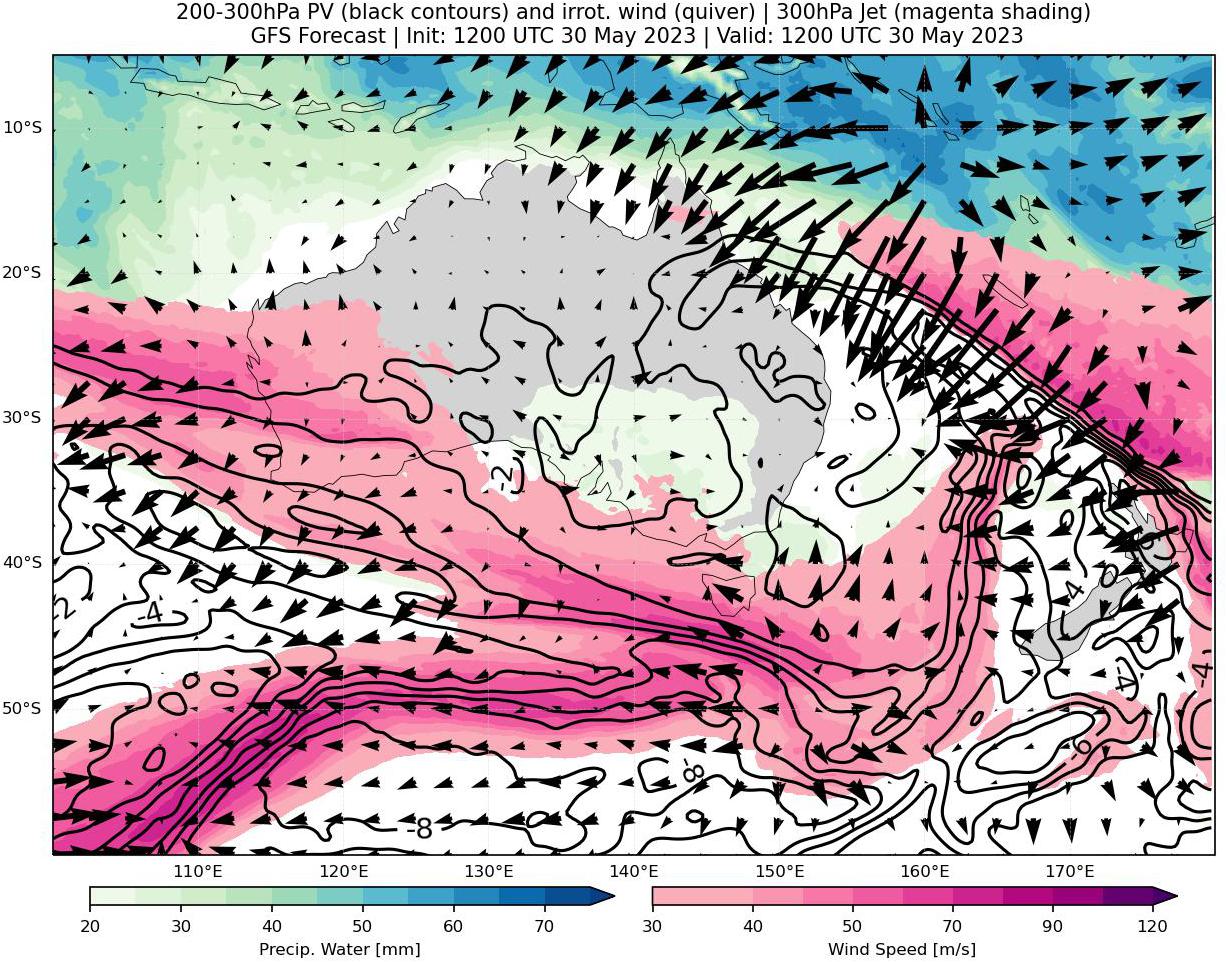 200-300hPa PV (black contours) and irrot. wind (quiver) | 300hPa Jet (magenta shading)
GFS Forecast | Init: 1200 UTC 30 May 2023 | Valid: 1200 UTC 30 May 2023
10°S
20°S
30°S
-2
40°S
-4
-2
-4
-4
-4
50°S
-6
-8
-8
110°E 120°E 130°E 140°E 150°E 160°E 170°E
20 30 40 50 60 70
30 40 50 70 90 120
Precip. Water [mm]
Wind Speed [m/s]